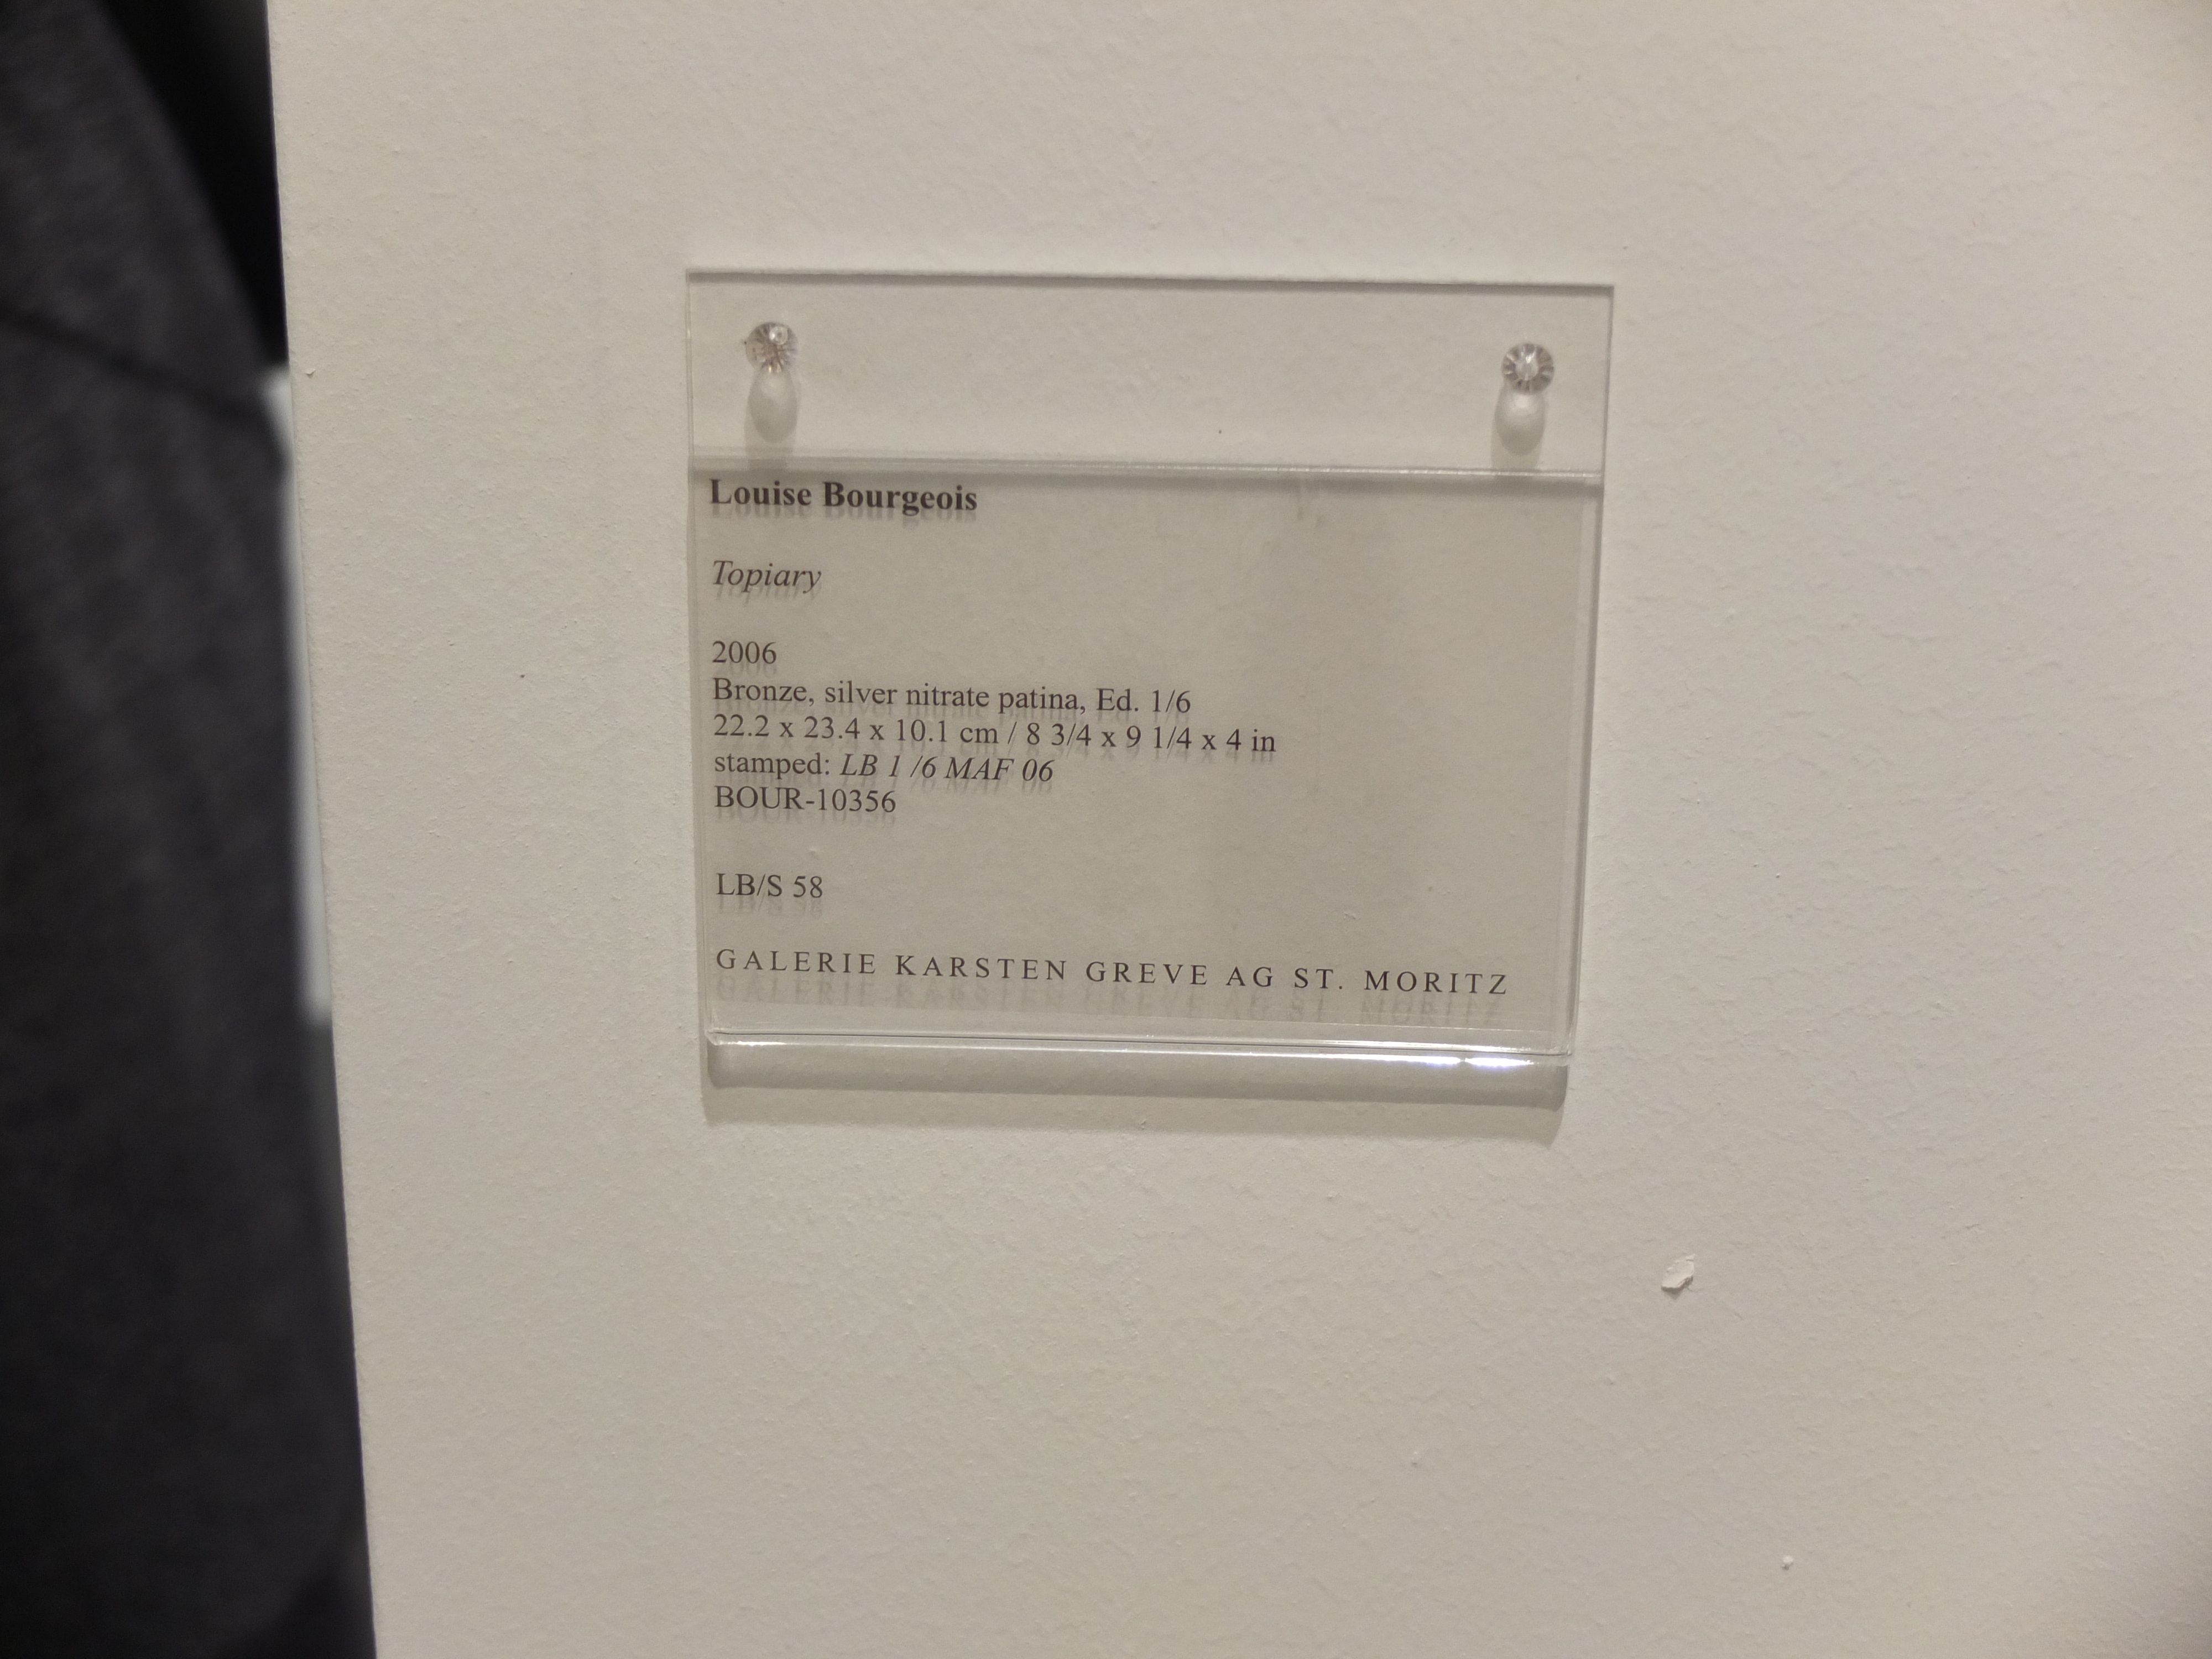 Louise Bourgeois
Topiary
2006
Bronze, silver nitrate patina, Ed. 1/6
22.2 x 23.4 x 10.1 cm / 8 3/4 x 9 1/4 x 4 in
stamped: LB 1 /6 MAF 06
BOUR-10356
LB/S 58
GALERIE KARSTEN GREVE AG ST. MORITZ